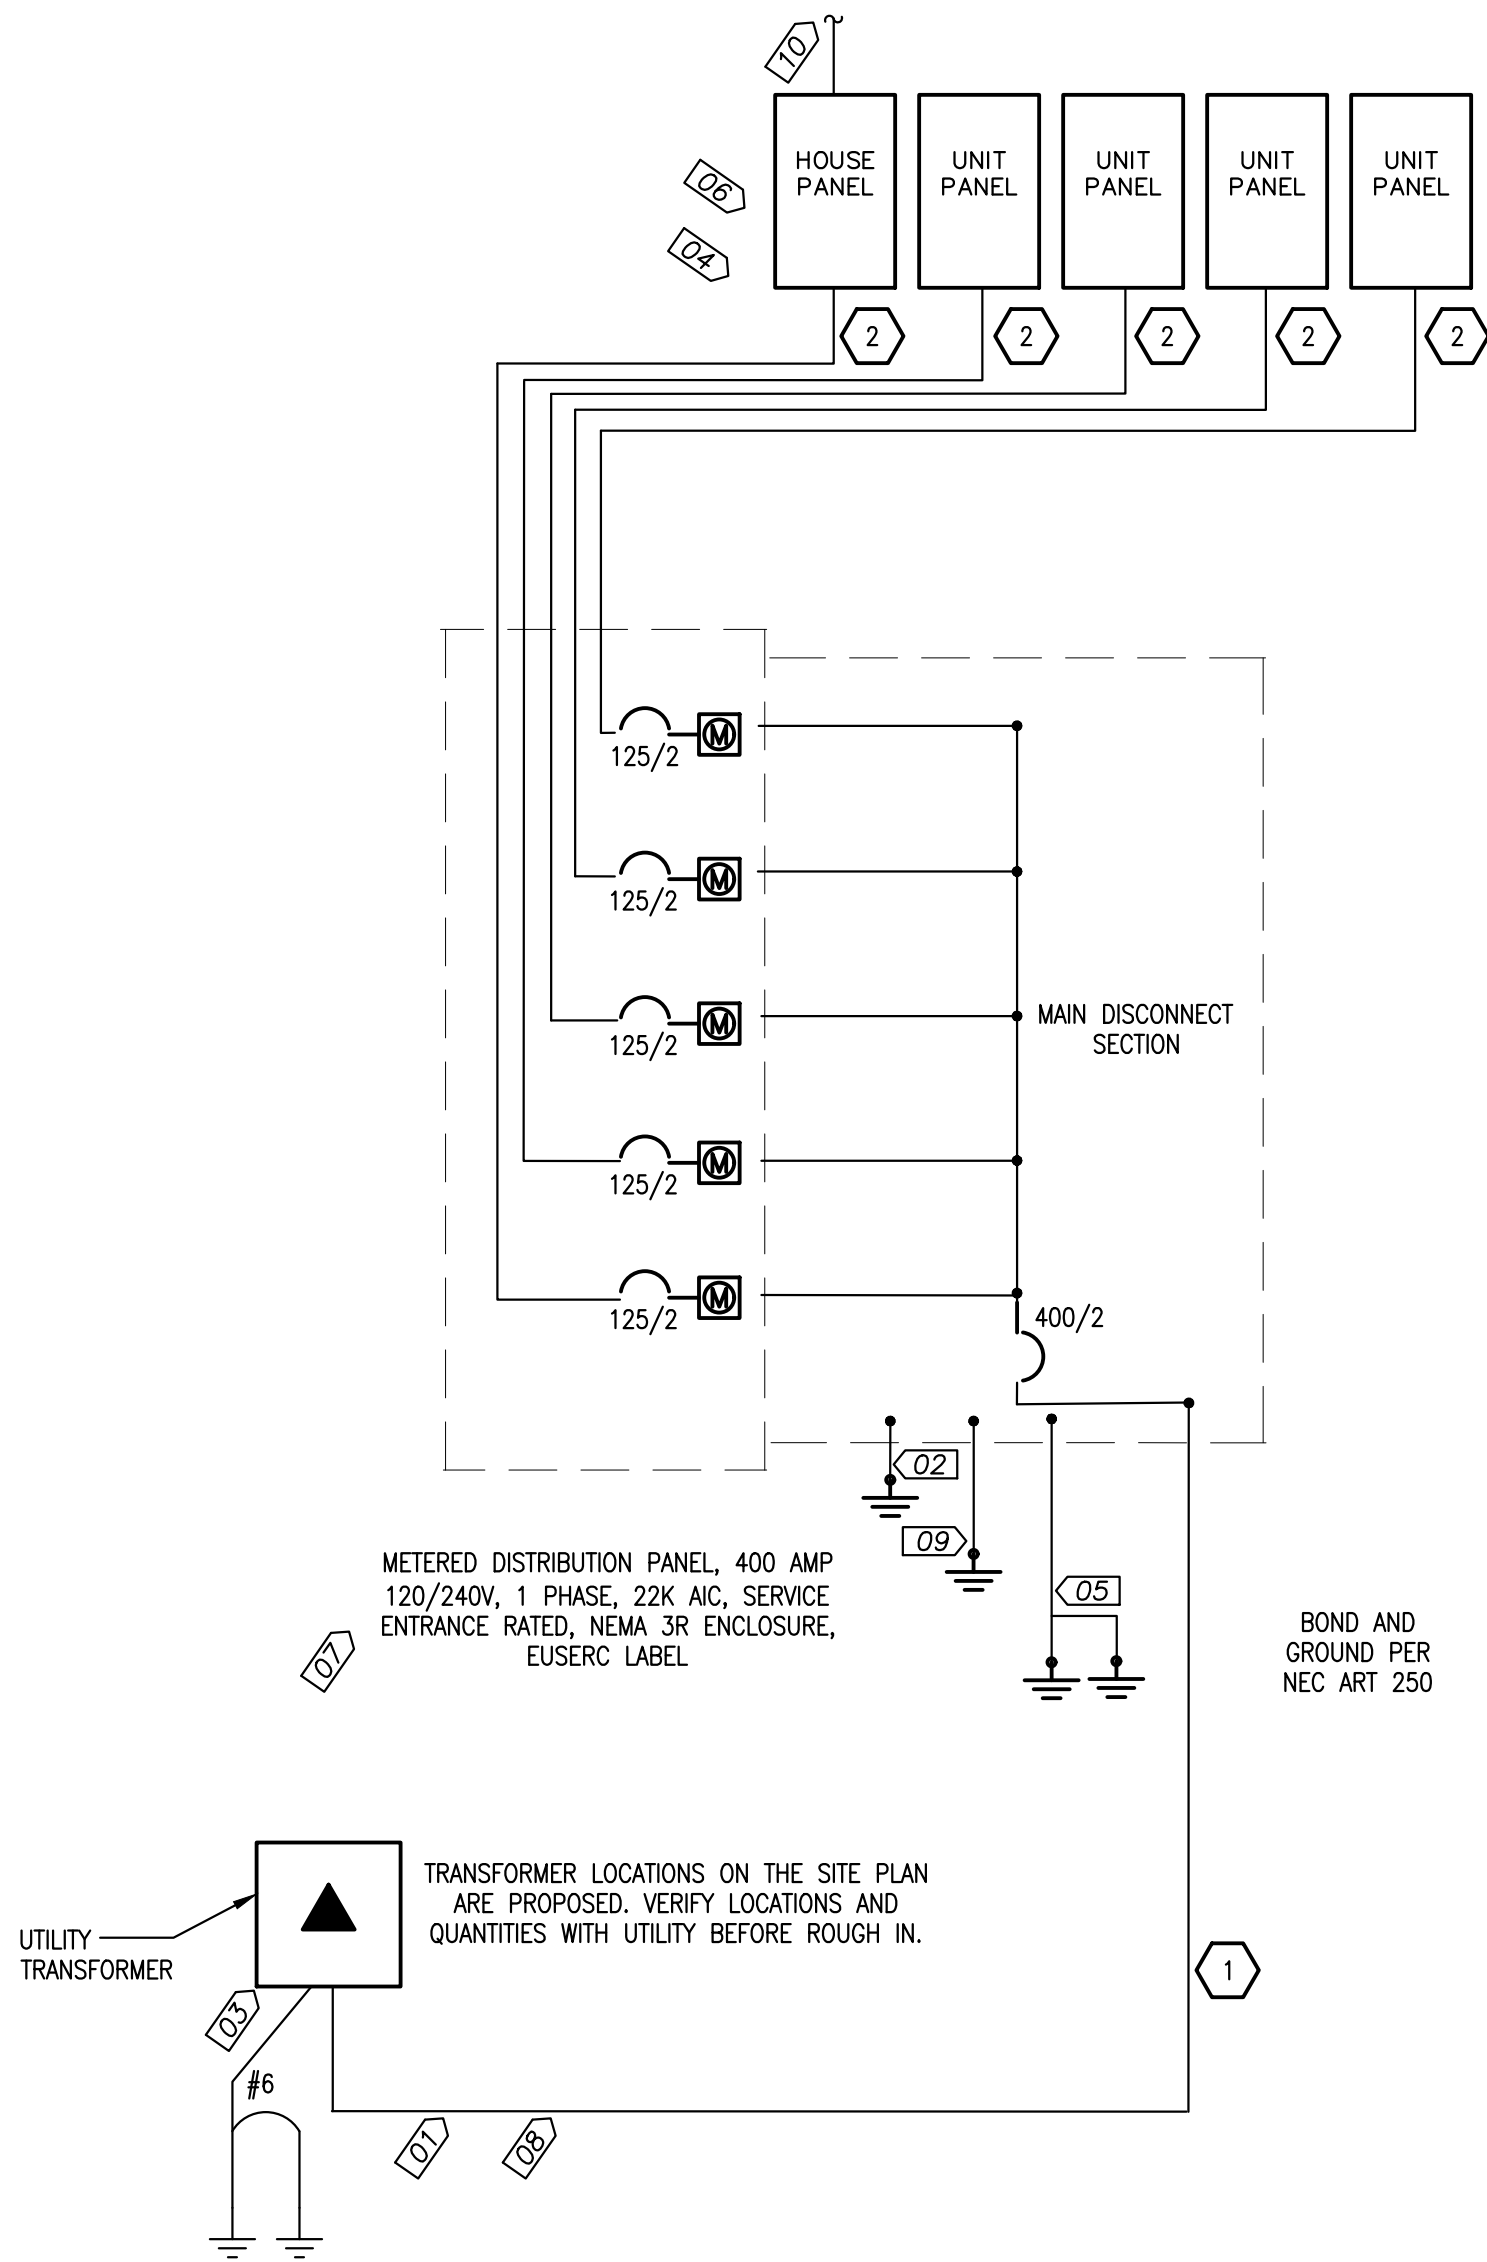 10
HOUSE
PANEL
UNIT
PANEL
UNIT
PANEL
UNIT
PANEL
UNIT
PANEL
06
04
2
2
2
2
2
M
125/2
M
125/2
M
125/2
MAIN DISCONNECT
SECTION
M
125/2
M
125/2
400/2
02
09
05
METERED DISTRIBUTION PANEL, 400 AMP
120/240V, 1 PHASE, 22K AIC, SERVICE
ENTRANCE RATED, NEMA 3R ENCLOSURE,
EUSERC LABEL
07
BOND AND
GROUND PER
NEC ART 250
TRANSFORMER LOCATIONS ON THE SITE PLAN
ARE PROPOSED. VERIFY LOCATIONS AND
QUANTITIES WITH UTILITY BEFORE ROUGH IN.
UTILITY
TRANSFORMER
1
03
#6
01
08